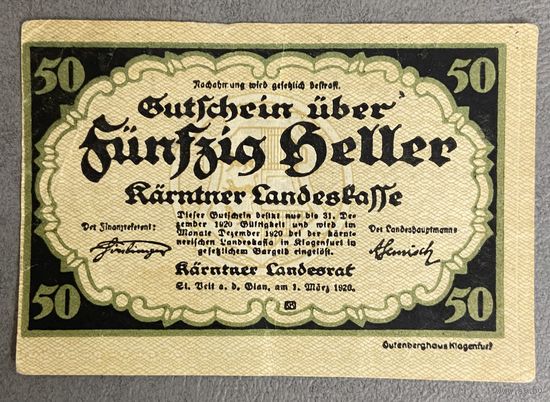 50 50
Nachahmung wird gesetzlich bestraft.
Gutschein über
Fünfzig Heller
Kärntner Landeskasse
Der Finanzreferent:
Dieser Gutschein besitzt nur bis 31. De-
zember 1920 Gültigkeit und wird im
Monate Dezember 1920 bei der kärnt-
nerischen Landeskassa in Klagenfurt in
gesetzlichem Bargeld eingelöst.
Der Landeshauptmann:
Kärntner Landesrat
St. Veit a. d. Glan, am 1. März 1920.
50 50
Gutenberghaus Klagenfurt